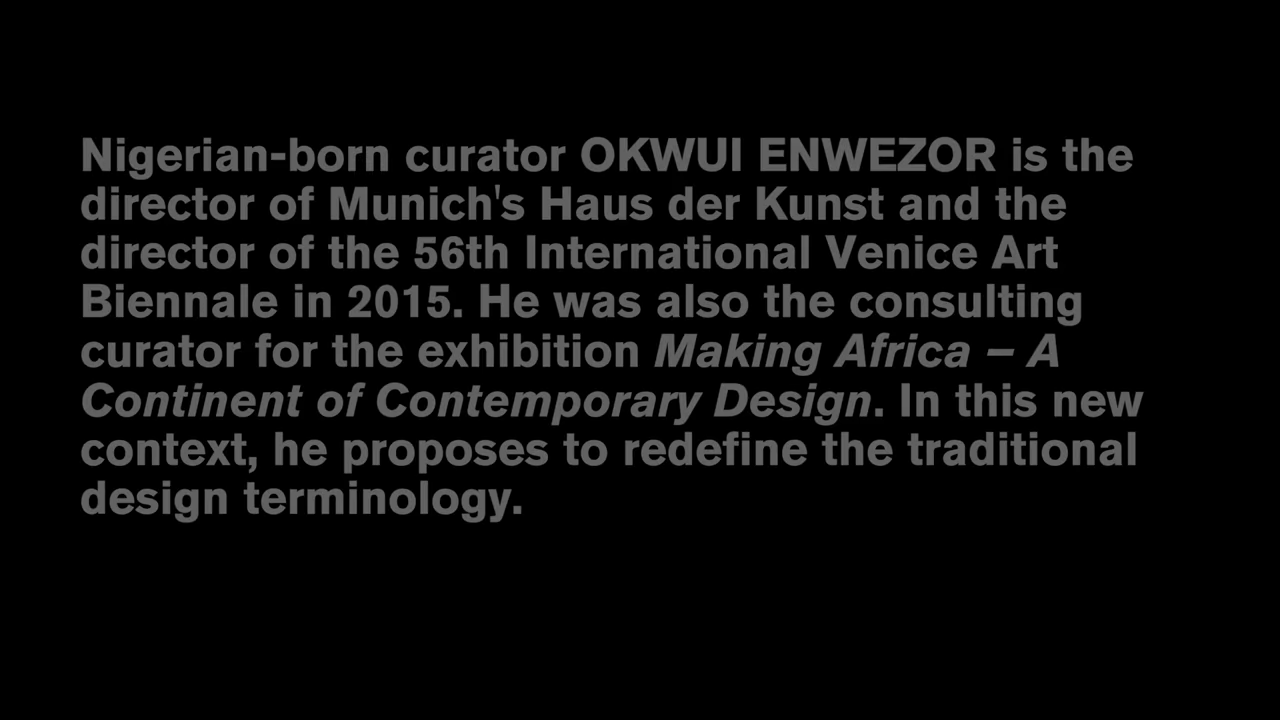 Nigerian-born curator OKWUI ENWEZOR is the
director of Munich's Haus der Kunst and the
director of the 56th International Venice Art
Biennale in 2015. He was also the consulting
curator for the exhibition Making Africa – A
Continent of Contemporary Design. In this new
context, he proposes to redefine the traditional
design terminology.